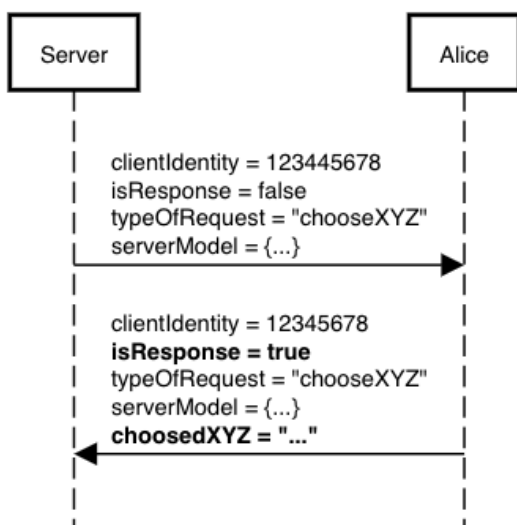 Server
Alice
clientIdentity = 123445678
isResponse = false
typeOfRequest = "chooseXYZ"
serverModel = {...}
clientIdentity = 12345678
isResponse = true
typeOfRequest = "chooseXYZ"
serverModel = {...}
choosedXYZ = "..."